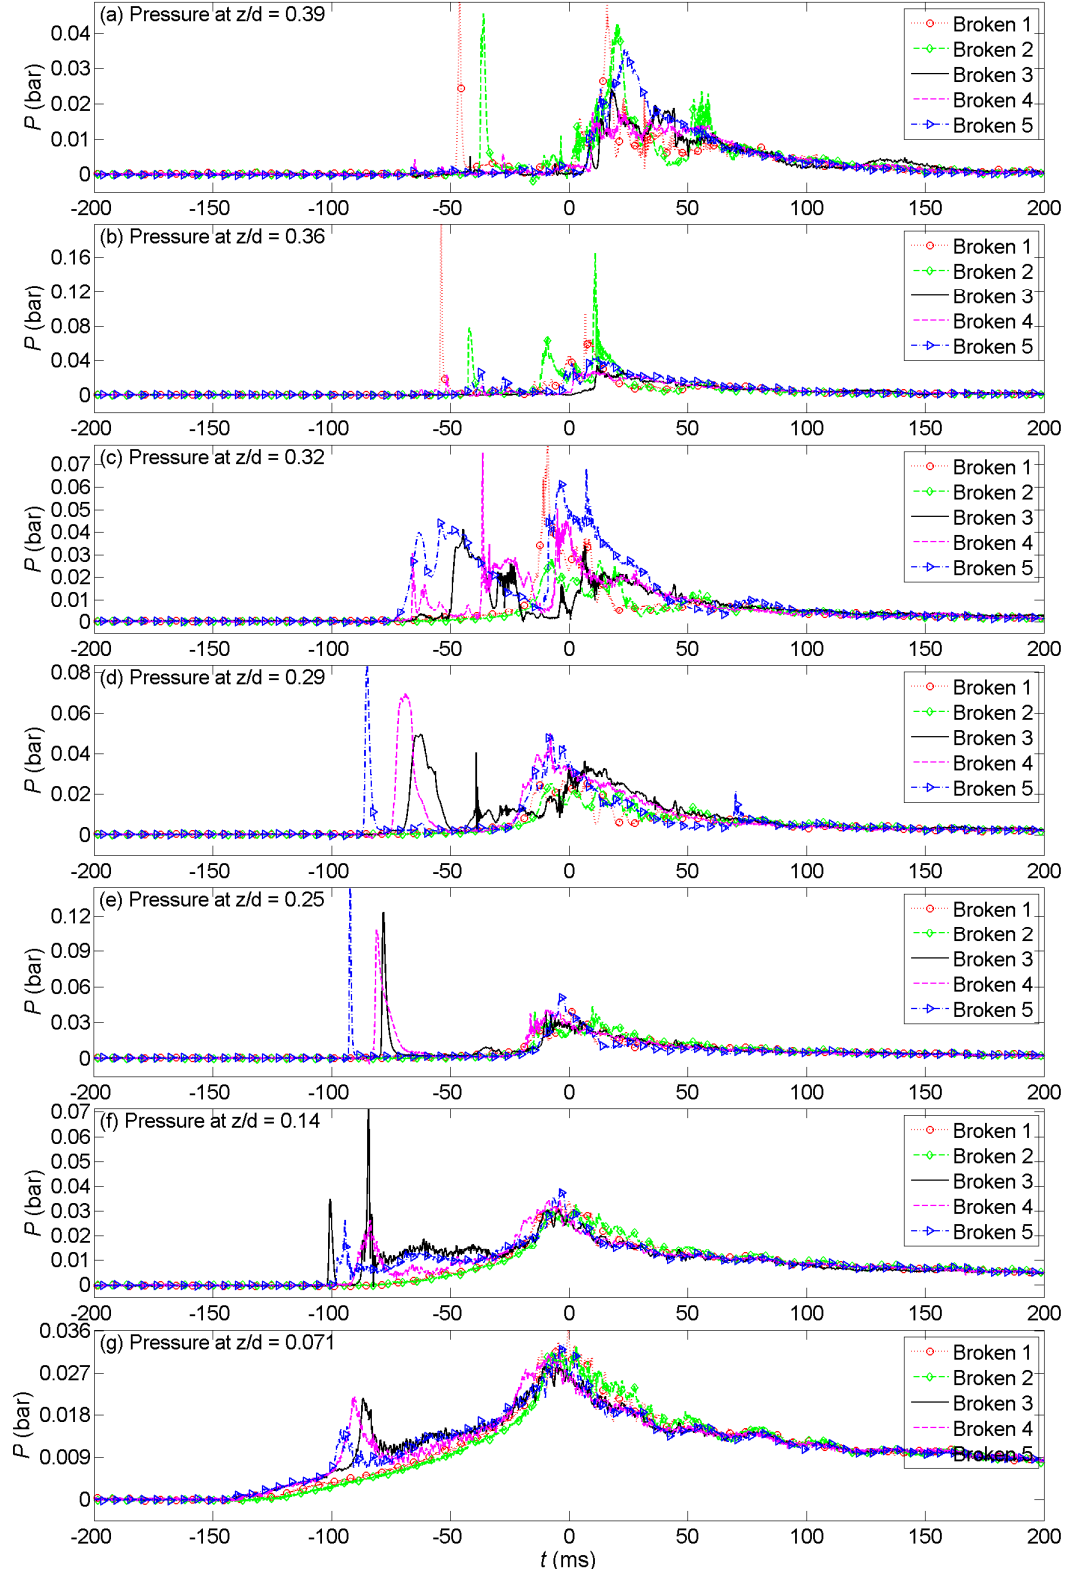 (a) Pressure at z/d = 0.39
P (bar)
0.04
0.03
0.02
0.01
0
Broken 1
Broken 2
Broken 3
Broken 4
Broken 5
-200 -150 -100 -50 0 50 100 150 200
(b) Pressure at z/d = 0.36
P (bar)
0.16
0.12
0.08
0.04
0
Broken 1
Broken 2
Broken 3
Broken 4
Broken 5
-200 -150 -100 -50 0 50 100 150 200
(c) Pressure at z/d = 0.32
P (bar)
0.07
0.06
0.05
0.04
0.03
0.02
0.01
0
Broken 1
Broken 2
Broken 3
Broken 4
Broken 5
-200 -150 -100 -50 0 50 100 150 200
(d) Pressure at z/d = 0.29
P (bar)
0.08
0.06
0.04
0.02
0
Broken 1
Broken 2
Broken 3
Broken 4
Broken 5
-200 -150 -100 -50 0 50 100 150 200
(e) Pressure at z/d = 0.25
P (bar)
0.12
0.09
0.06
0.03
0
Broken 1
Broken 2
Broken 3
Broken 4
Broken 5
-200 -150 -100 -50 0 50 100 150 200
(f) Pressure at z/d = 0.14
P (bar)
0.07
0.06
0.05
0.04
0.03
0.02
0.01
0
Broken 1
Broken 2
Broken 3
Broken 4
Broken 5
-200 -150 -100 -50 0 50 100 150 200
(g) Pressure at z/d = 0.071
P (bar)
0.036
0.027
0.018
0.009
0
Broken 1
Broken 2
Broken 3
Broken 4
Broken 5
-200 -150 -100 -50 0 50 100 150 200
t (ms)